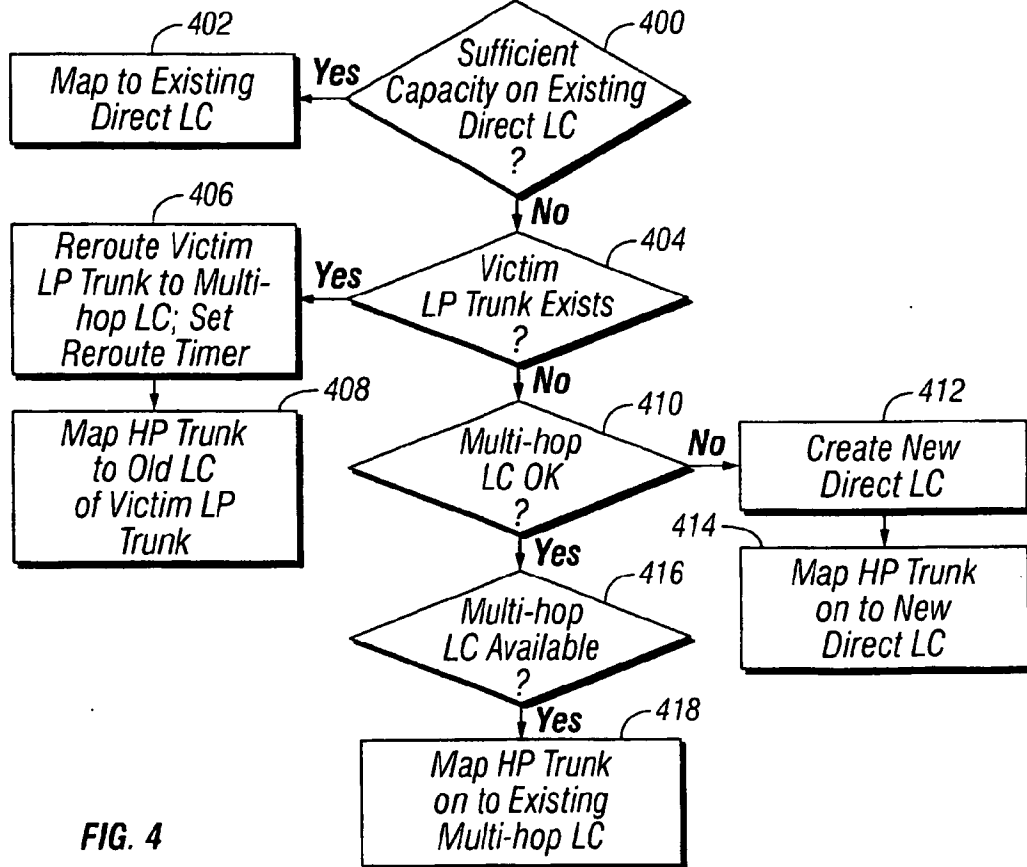 402
Map to Existing
Direct LC
Yes
400
Sufficient
Capacity on Existing
Direct LC
?
No
406
Reroute Victim
LP Trunk to Multi-
hop LC; Set
Reroute Timer
Yes
404
Victim
LP Trunk Exists
?
No
408
Map HP Trunk
to Old LC
of Victim LP
Trunk
410
Multi-hop
LC OK
?
No
412
Create New
Direct LC
Yes
414
Map HP Trunk
on to New
Direct LC
416
Multi-hop
LC Available
?
Yes
418
Map HP Trunk
on to Existing
Multi-hop LC
FIG. 4